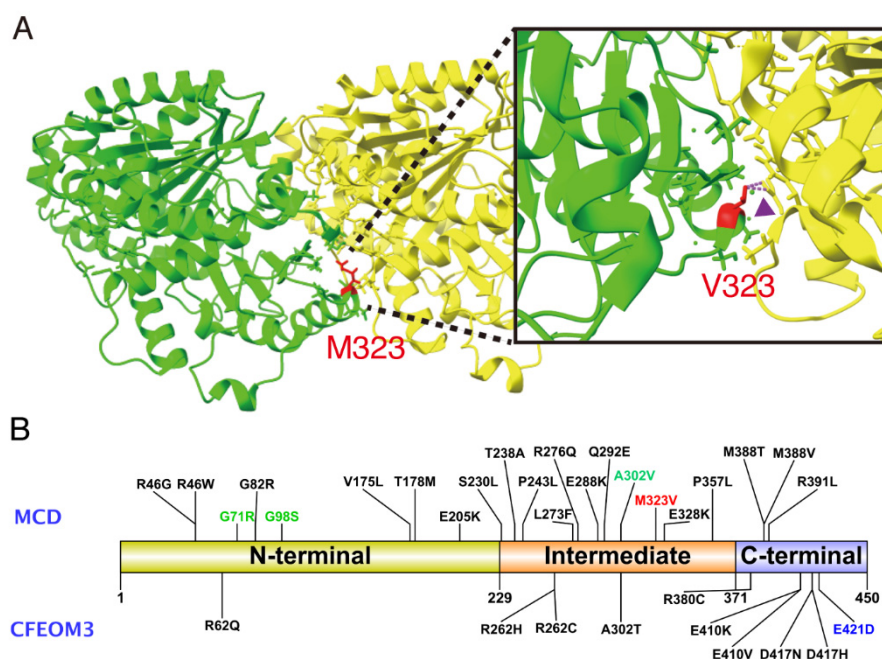 A
M323
V323
B
MCD
R46G R46W G82R V175L T178M S230L T238A P243L R276Q Q292E E288K A302V P357L M388T M388V R391L
G71R G98S E205K L273F M323V E328K
N-terminal Intermediate C-terminal
1 229 371 450
CFEOM3
R62Q R262H R262C A302T R380C E410K E421D
E410V D417N D417H